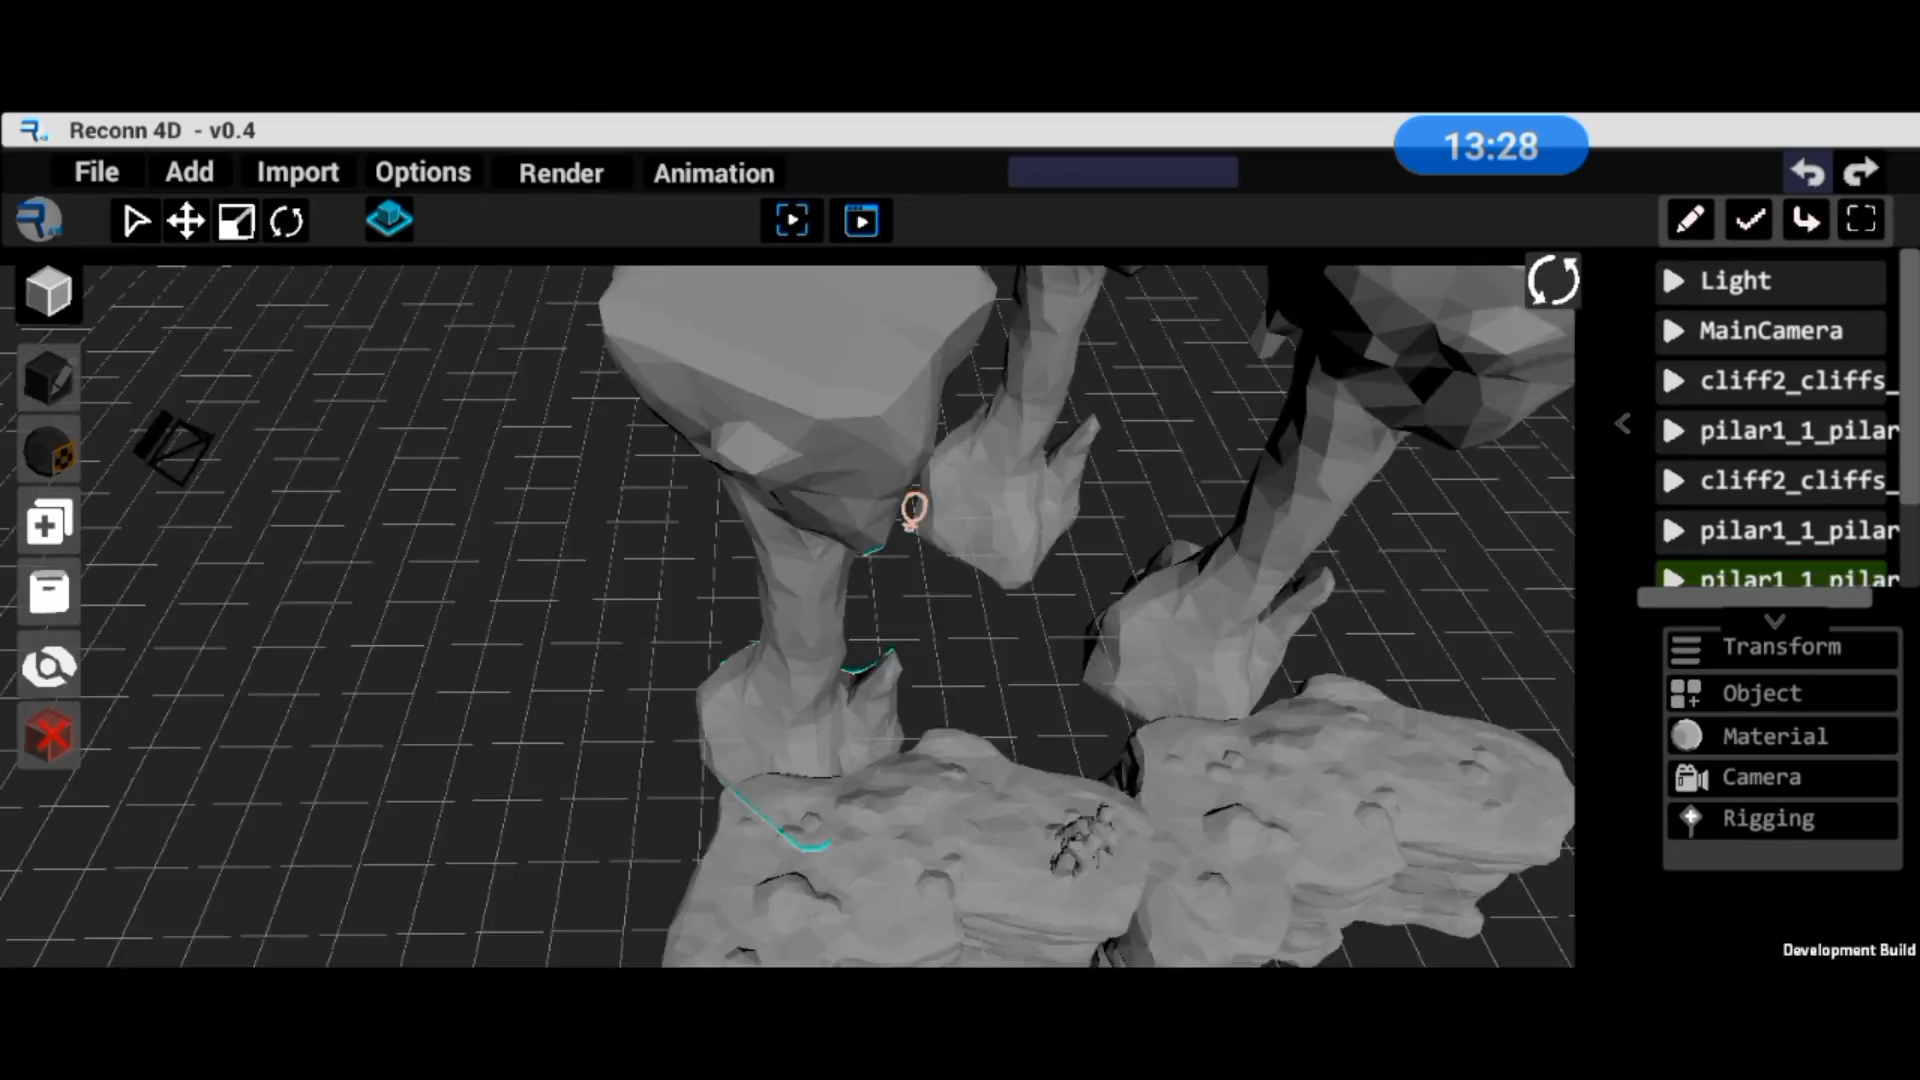 Reconn 4D - v0.4
13:28
File Add Import Options Render Animation
Light
MainCamera
cliff2_cliffs_
pilar1_1_pilar
cliff2_cliffs_
pilar1_1_pilar
pilar1_1_pilar
Transform
Object
Material
Camera
Rigging
Development Build